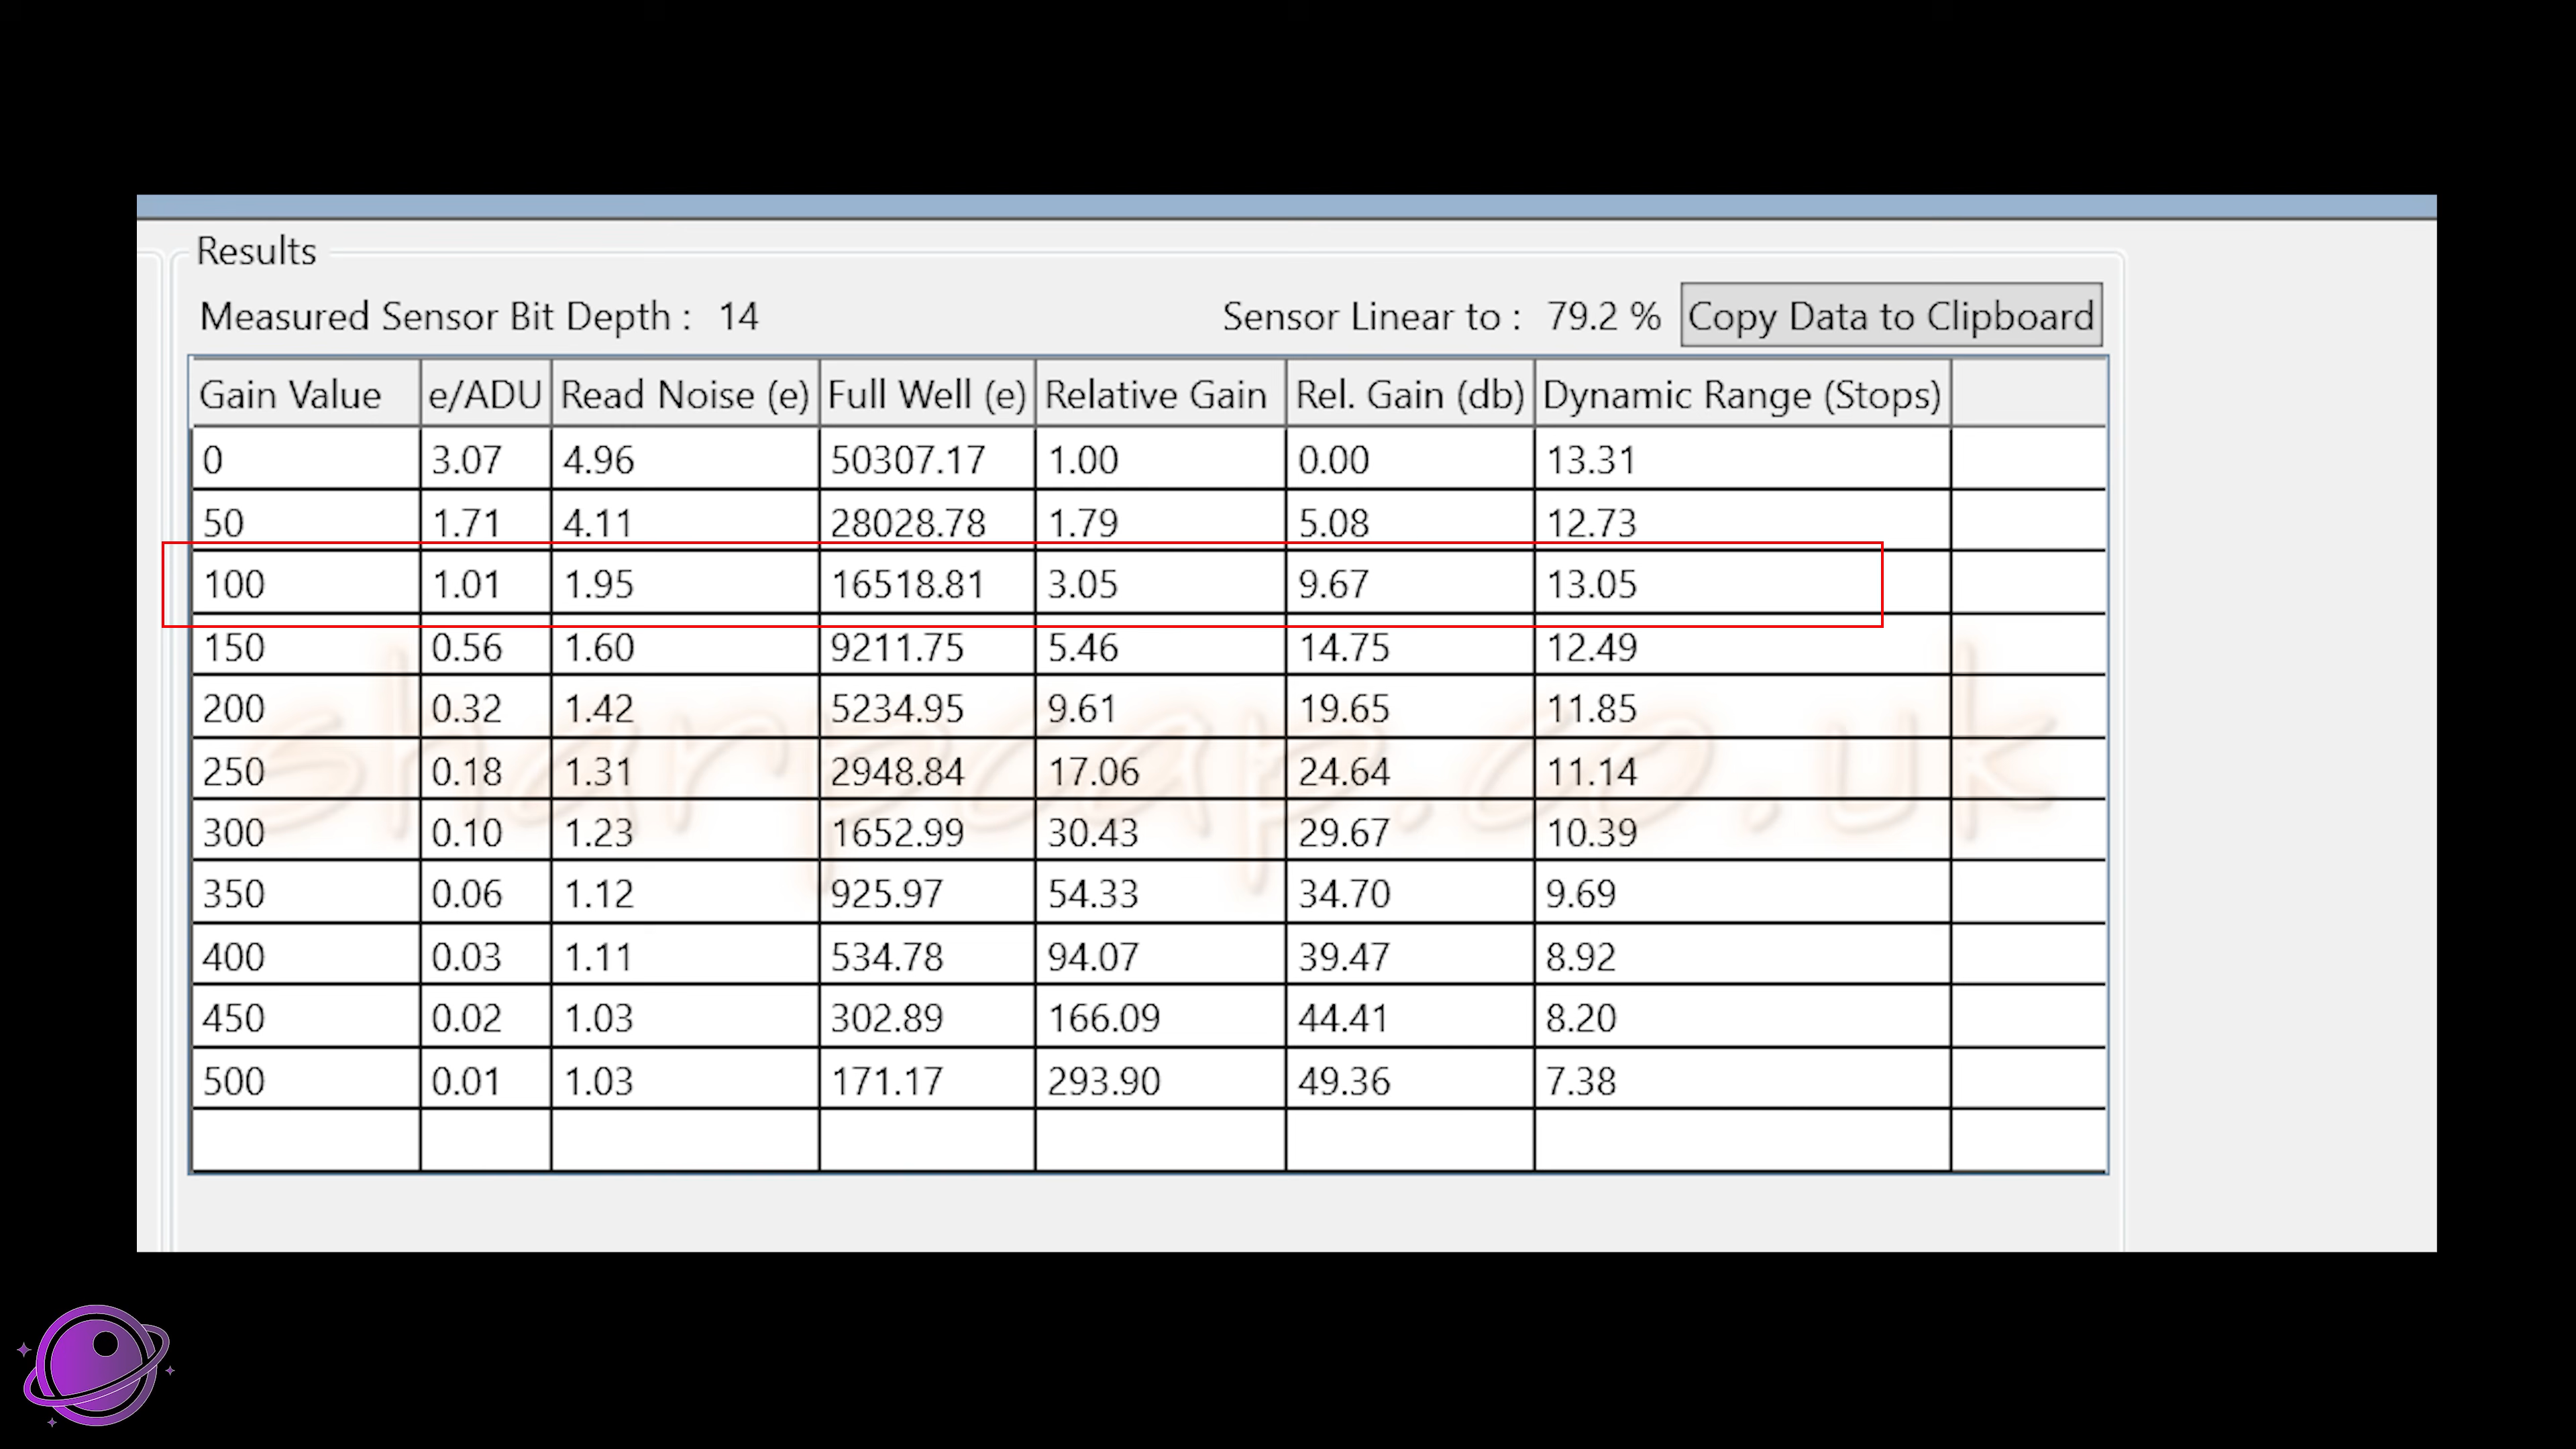 Results
Measured Sensor Bit Depth : 14 Sensor Linear to : 79.2 % Copy Data to Clipboard
Gain Value e/ADU Read Noise (e) Full Well (e) Relative Gain Rel. Gain (db) Dynamic Range (Stops)
0 3.07 4.96 50307.17 1.00 0.00 13.31
50 1.71 4.11 28028.78 1.79 5.08 12.73
100 1.01 1.95 16518.81 3.05 9.67 13.05
150 0.56 1.60 9211.75 5.46 14.75 12.49
200 0.32 1.42 5234.95 9.61 19.65 11.85
250 0.18 1.31 2948.84 17.06 24.64 11.14
300 0.10 1.23 1652.99 30.43 29.67 10.39
350 0.06 1.12 925.97 54.33 34.70 9.69
400 0.03 1.11 534.78 94.07 39.47 8.92
450 0.02 1.03 302.89 166.09 44.41 8.20
500 0.01 1.03 171.17 293.90 49.36 7.38
sharpcap.co.uk